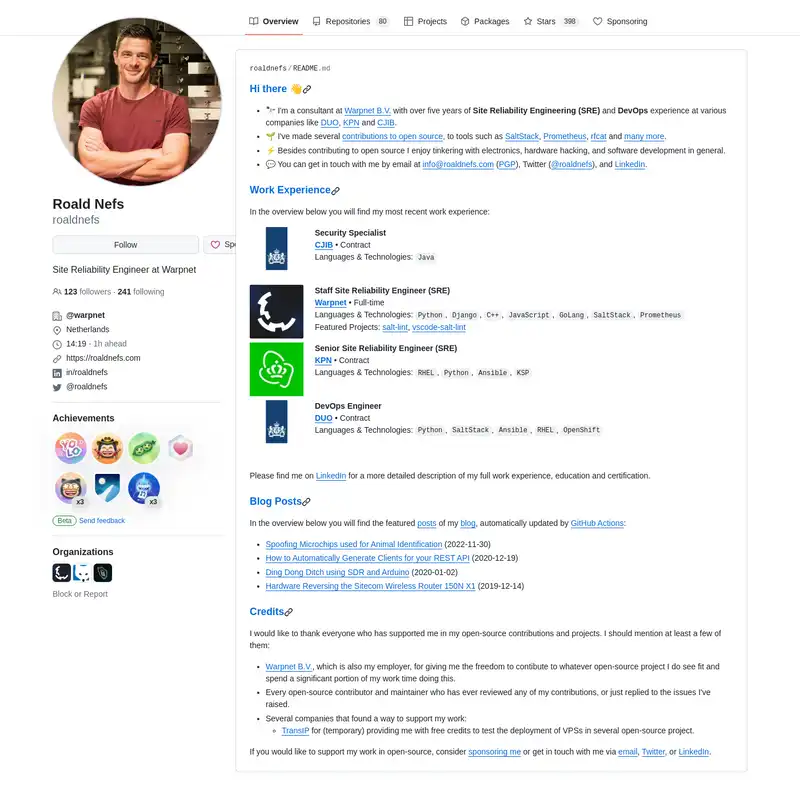 Overview
Repositories 80
Projects
Packages
Stars 398
Sponsoring
Roald Nefs
roaldnefs
Follow
Spo
Site Reliability Engineer at Warpnet
123 followers · 241 following
@warpnet
Netherlands
14:19 - 1h ahead
https://roaldnefs.com
in/roaldnefs
@roaldnefs
Achievements
YOLO
x3
x3
Beta Send feedback
Organizations
Block or Report
roaldnefs / README.md
Hi there 👋
• 🔭 I'm a consultant at Warpnet B.V. with over five years of Site Reliability Engineering (SRE) and DevOps experience at various
companies like DUO, KPN and CJIB.
• 🌱 I've made several contributions to open source, to tools such as SaltStack, Prometheus, rfcat and many more.
• ⚡ Besides contributing to open source I enjoy tinkering with electronics, hardware hacking, and software development in general.
• 💬 You can get in touch with me by email at info@roaldnefs.com (PGP), Twitter (@roaldnefs), and LinkedIn.
Work Experience
In the overview below you will find my most recent work experience:
Security Specialist
CJIB • Contract
Languages & Technologies: Java
Staff Site Reliability Engineer (SRE)
Warpnet • Full-time
Languages & Technologies: Python, Django, C++, JavaScript, GoLang, SaltStack, Prometheus
Featured Projects: salt-lint, vscode-salt-lint
Senior Site Reliability Engineer (SRE)
KPN • Contract
Languages & Technologies: RHEL, Python, Ansible, KSP
DevOps Engineer
DUO • Contract
Languages & Technologies: Python, SaltStack, Ansible, RHEL, OpenShift
Please find me on LinkedIn for a more detailed description of my full work experience, education and certification.
Blog Posts
In the overview below you will find the featured posts of my blog, automatically updated by GitHub Actions:
• Spoofing Microchips used for Animal Identification (2022-11-30)
• How to Automatically Generate Clients for your REST API (2020-12-19)
• Ding Dong Ditch using SDR and Arduino (2020-01-02)
• Hardware Reversing the Sitecom Wireless Router 150N X1 (2019-12-14)
Credits
I would like to thank everyone who has supported me in my open-source contributions and projects. I should mention at least a few of
them:
• Warpnet B.V., which is also my employer, for giving me the freedom to contibute to whatever open-source project I do see fit and
spend a significant portion of my work time doing this.
• Every open-source contributor and maintainer who has ever reviewed any of my contributions, or just replied to the issues I've
raised.
• Several companies that found a way to support my work:
◦ TransIP for (temporary) providing me with free credits to test the deployment of VPSs in several open-source project.
If you would like to support my work in open-source, consider sponsoring me or get in touch with me via email, Twitter, or LinkedIn.